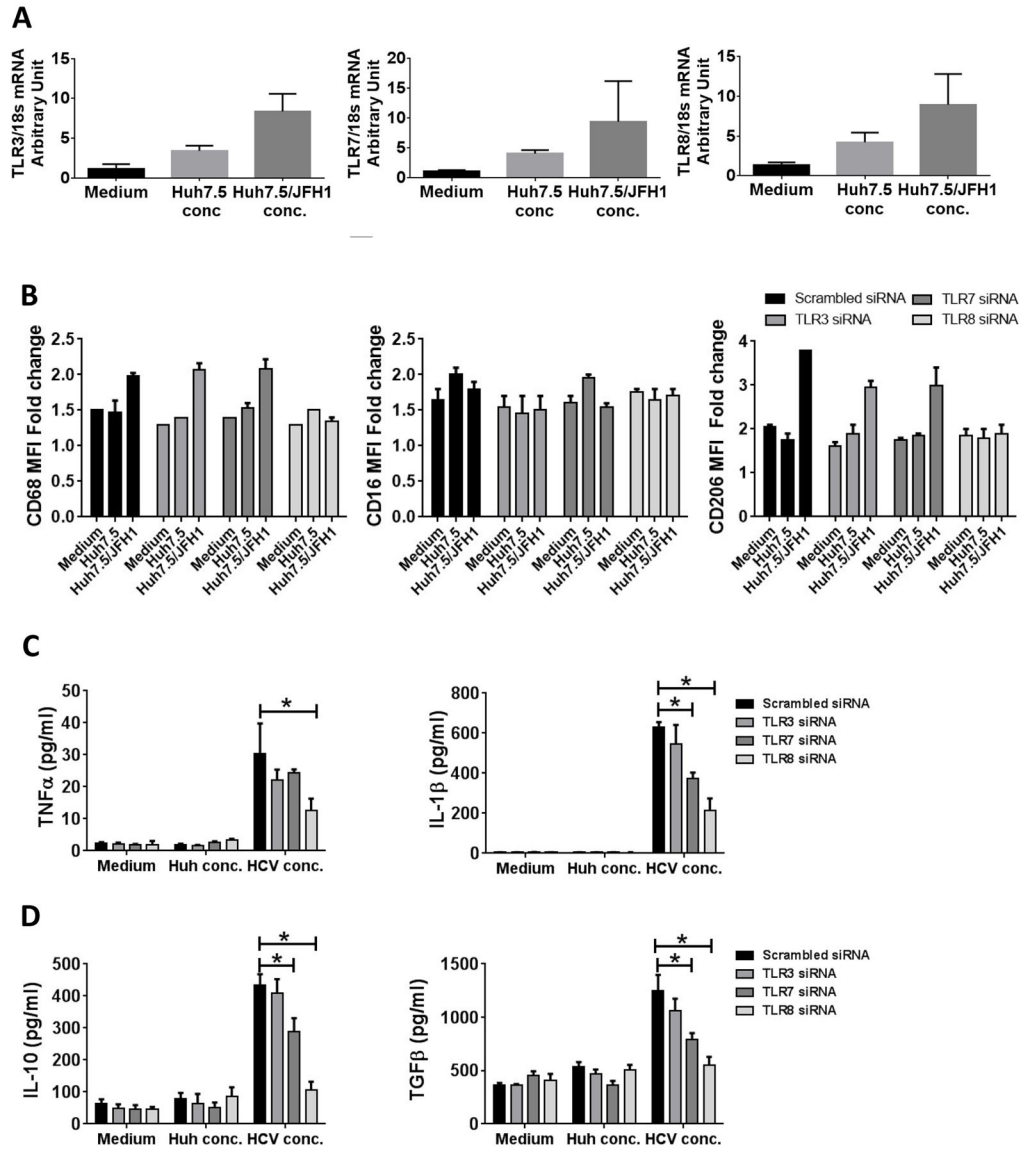 A
TLR3/18s mRNA
Arbitrary Unit
15
10
5
0
Medium
Huh7.5
conc
Huh7.5/JFH1
conc.
TLR7/18s mRNA
Arbitrary Unit
20
15
10
5
0
Medium
Huh7.5
conc
Huh7.5/JFH1
conc.
TLR8/18s mRNA
Arbitrary Unit
15
10
5
0
Medium
Huh7.5
conc
Huh7.5/JFH1
conc.
B
Scrambled siRNA
TLR3 siRNA
TLR7 siRNA
TLR8 siRNA
CD68 MFI Fold change
2.5
2.0
1.5
1.0
0.5
0.0
Medium
Huh7.5
Huh7.5/JFH1
Medium
Huh7.5
Huh7.5/JFH1
Medium
Huh7.5
Huh7.5/JFH1
Medium
Huh7.5
Huh7.5/JFH1
CD16 MFI Fold change
2.5
2.0
1.5
1.0
0.5
0.0
Medium
Huh7.5
Huh7.5/JFH1
Medium
Huh7.5
Huh7.5/JFH1
Medium
Huh7.5
Huh7.5/JFH1
Medium
Huh7.5
Huh7.5/JFH1
CD206 MFI Fold change
4
3
2
1
0
Medium
Huh7.5
Huh7.5/JFH1
Medium
Huh7.5
Huh7.5/JFH1
Medium
Huh7.5
Huh7.5/JFH1
Medium
Huh7.5
Huh7.5/JFH1
C
TNFα (pg/ml)
50
40
30
20
10
0
*
Medium
Huh conc.
HCV conc.
IL-1β (pg/ml)
800
600
400
200
0
*
*
Medium
Huh conc.
HCV conc.
Scrambled siRNA
TLR3 siRNA
TLR7 siRNA
TLR8 siRNA
D
IL-10 (pg/ml)
500
400
300
200
100
0
*
*
Medium
Huh conc.
HCV conc.
TGFβ (pg/ml)
1500
1000
500
0
*
*
Medium
Huh conc.
HCV conc.
Scrambled siRNA
TLR3 siRNA
TLR7 siRNA
TLR8 siRNA